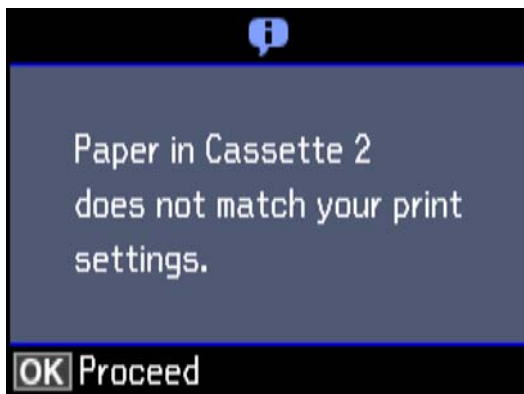 Paper in Cassette 2
does not match your print
settings.
OK Proceed